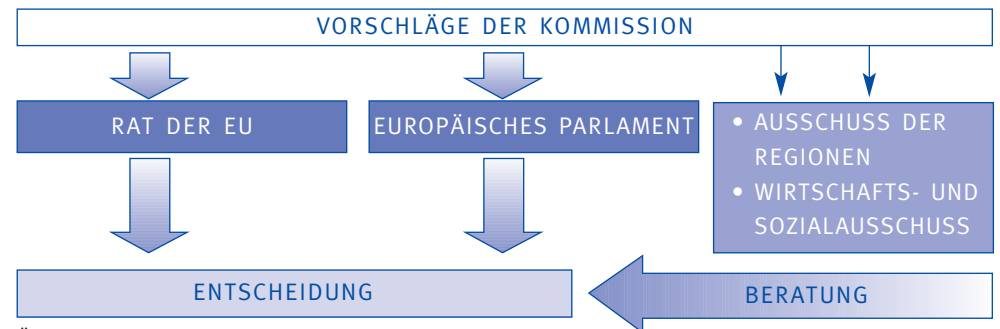 VORSCHLÄGE DER KOMMISSION
RAT DER EU
EUROPÄISCHES PARLAMENT
• AUSSCHUSS DER
REGIONEN
• WIRTSCHAFTS- UND
SOZIALAUSSCHUSS
ENTSCHEIDUNG
BERATUNG